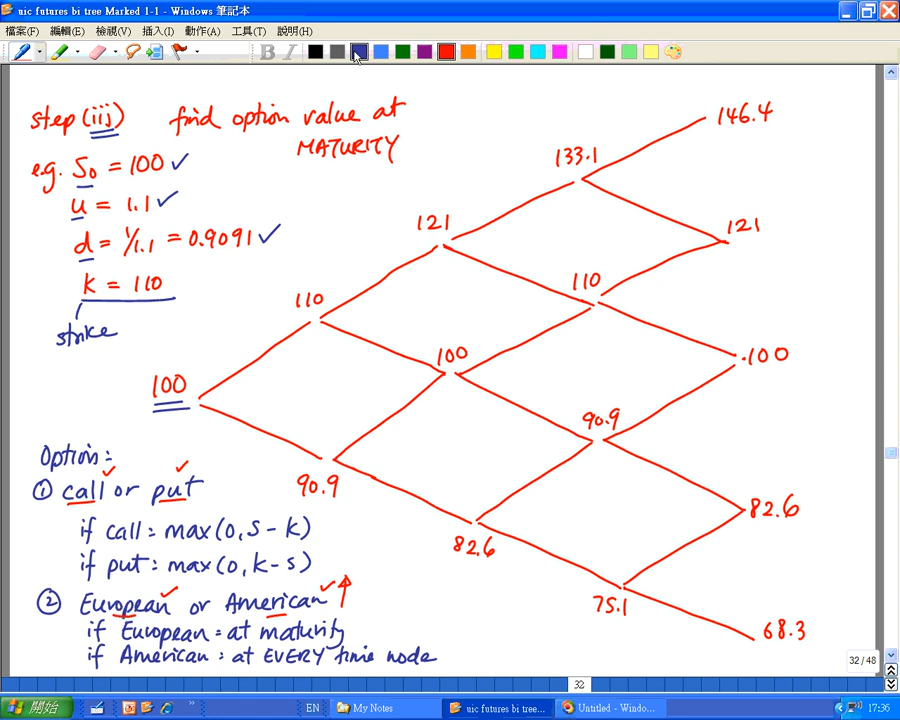 uic futures bi tree Marked 1-1 - Windows 筆記本
檔案(F) 編輯(E) 檢視(V) 插入(I) 動作(A) 工具(T) 說明(H)
B I
step (iij) find option value at
MATURITY
e.g. S0 = 100 ✓
u = 1.1 ✓
d = 1/1.1 = 0.9091 ✓
k = 110
strike
146.4
133.1
121
121
110
110
100
100
.100
90.9
90.9
82.6
82.6
75.1
68.3
Option:
① call or put
if call = max(0, S-k)
if put: max(0, k-s)
② European or American ↑
if European = at maturity
if American : at EVERY time node
32 / 48
32
開始
EN
My Notes
uic futures bi tree...
Untitled - Window...
17:36